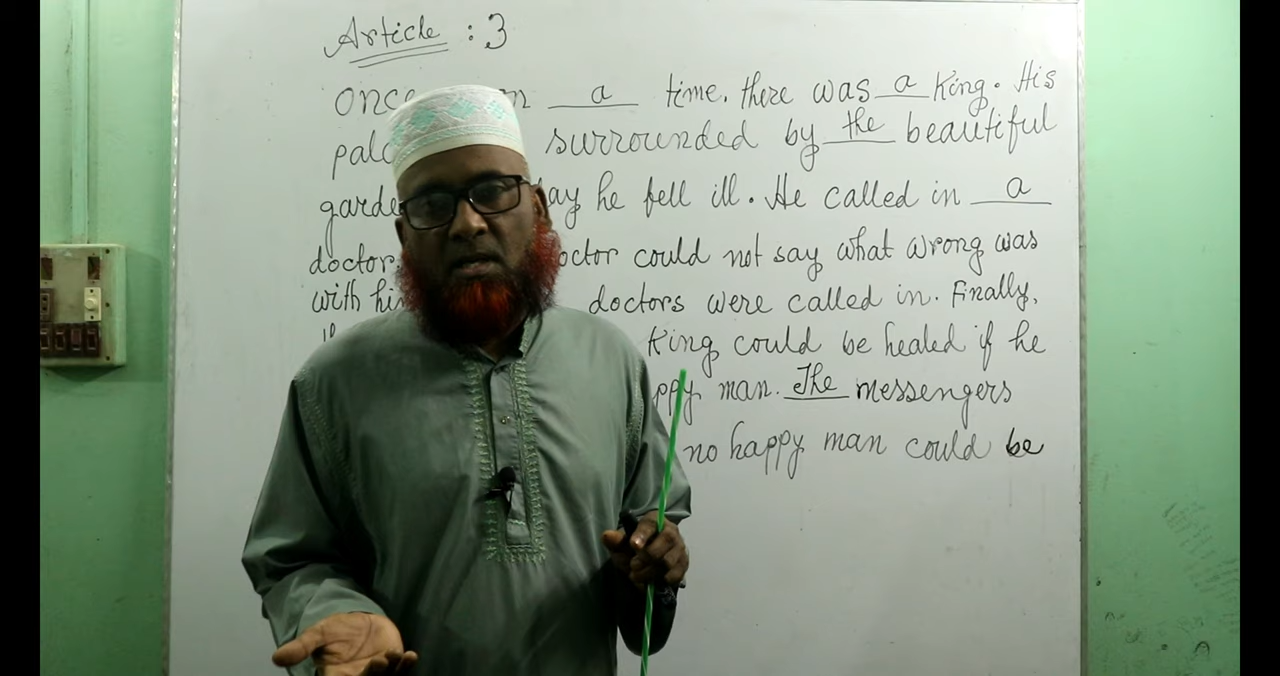 Article : 3
once a time, there was a King. His
surrounded by the beautiful
he fell ill. He called in a
doctor could not say what wrong was
with doctors were called in. Finally,
King could be healed if he
man. The messengers
no happy man could be